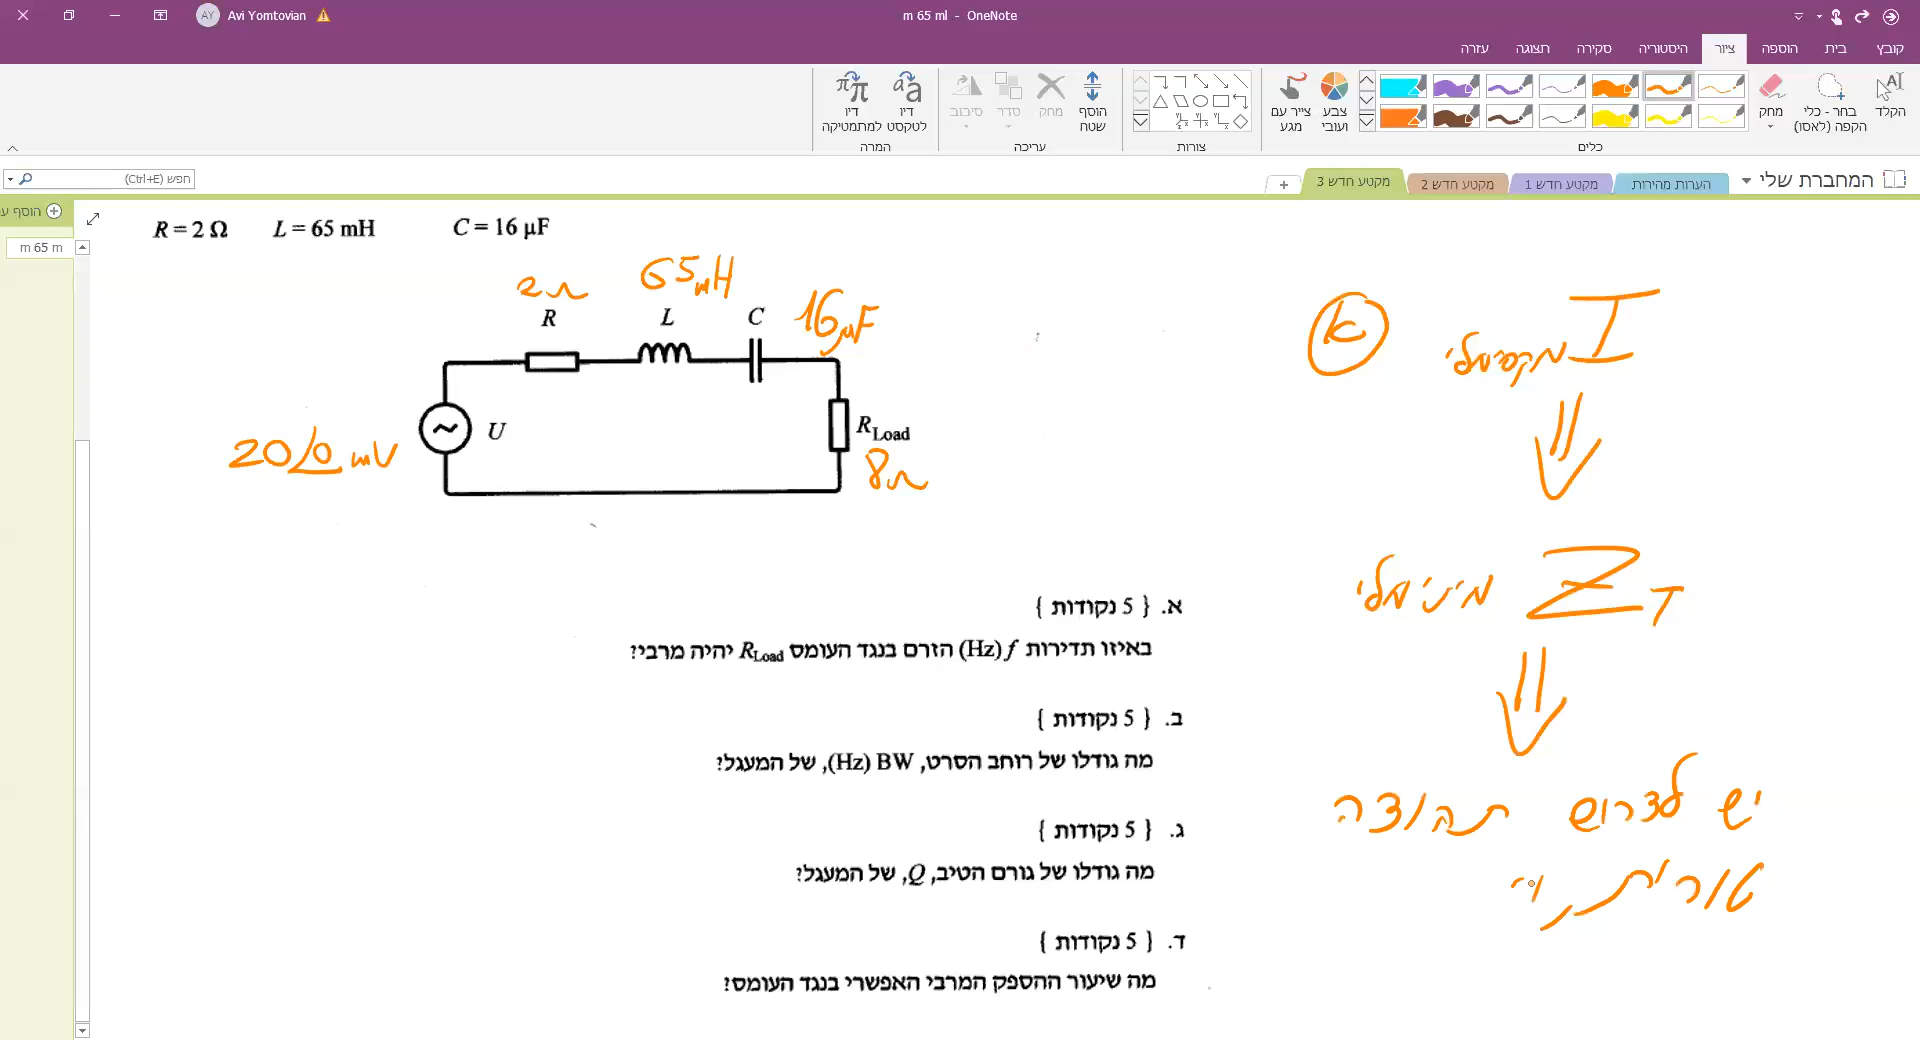 Avi Yomtovian
m 65 ml - OneNote
קובץ
בית
הוספה
ציור
היסטוריה
סקירה
תצוגה
עזרה
הקלד
בחר - כלי הקפה (לאסו)
מחק
כלים
צבע ועובי
צייר עם מגע
צורות
הוסף שטח
מחק
סדר
סיבוב
עריכה
דיו לטקסט
דיו למתמטיקה
המרה
המחברת שלי
הערות מהירות
מקטע חדש 1
מקטע חדש 2
מקטע חדש 3
חפש (Ctrl+E)
הוסף עמ
m 65 m
R = 2 Ω L = 65 mH C = 16 µF
2Ω 65mH 16µF
R L C
U
20/0 mV
R Load
8Ω
א. { 5 נקודות }
באיזו תדירות f (Hz) הזרם בנגד העומס R Load יהיה מרבי?
ב. { 5 נקודות }
מה גודלו של רוחב הסרט, BW (Hz), של המעגל?
ג. { 5 נקודות }
מה גודלו של גורם הטיב, Q, של המעגל?
ד. { 5 נקודות }
מה שיעור ההספק המרבי האפשרי בנגד העומס?
א
I מקסימלי
Z T מינימלי
יש לדרוש תהודה
טורית,